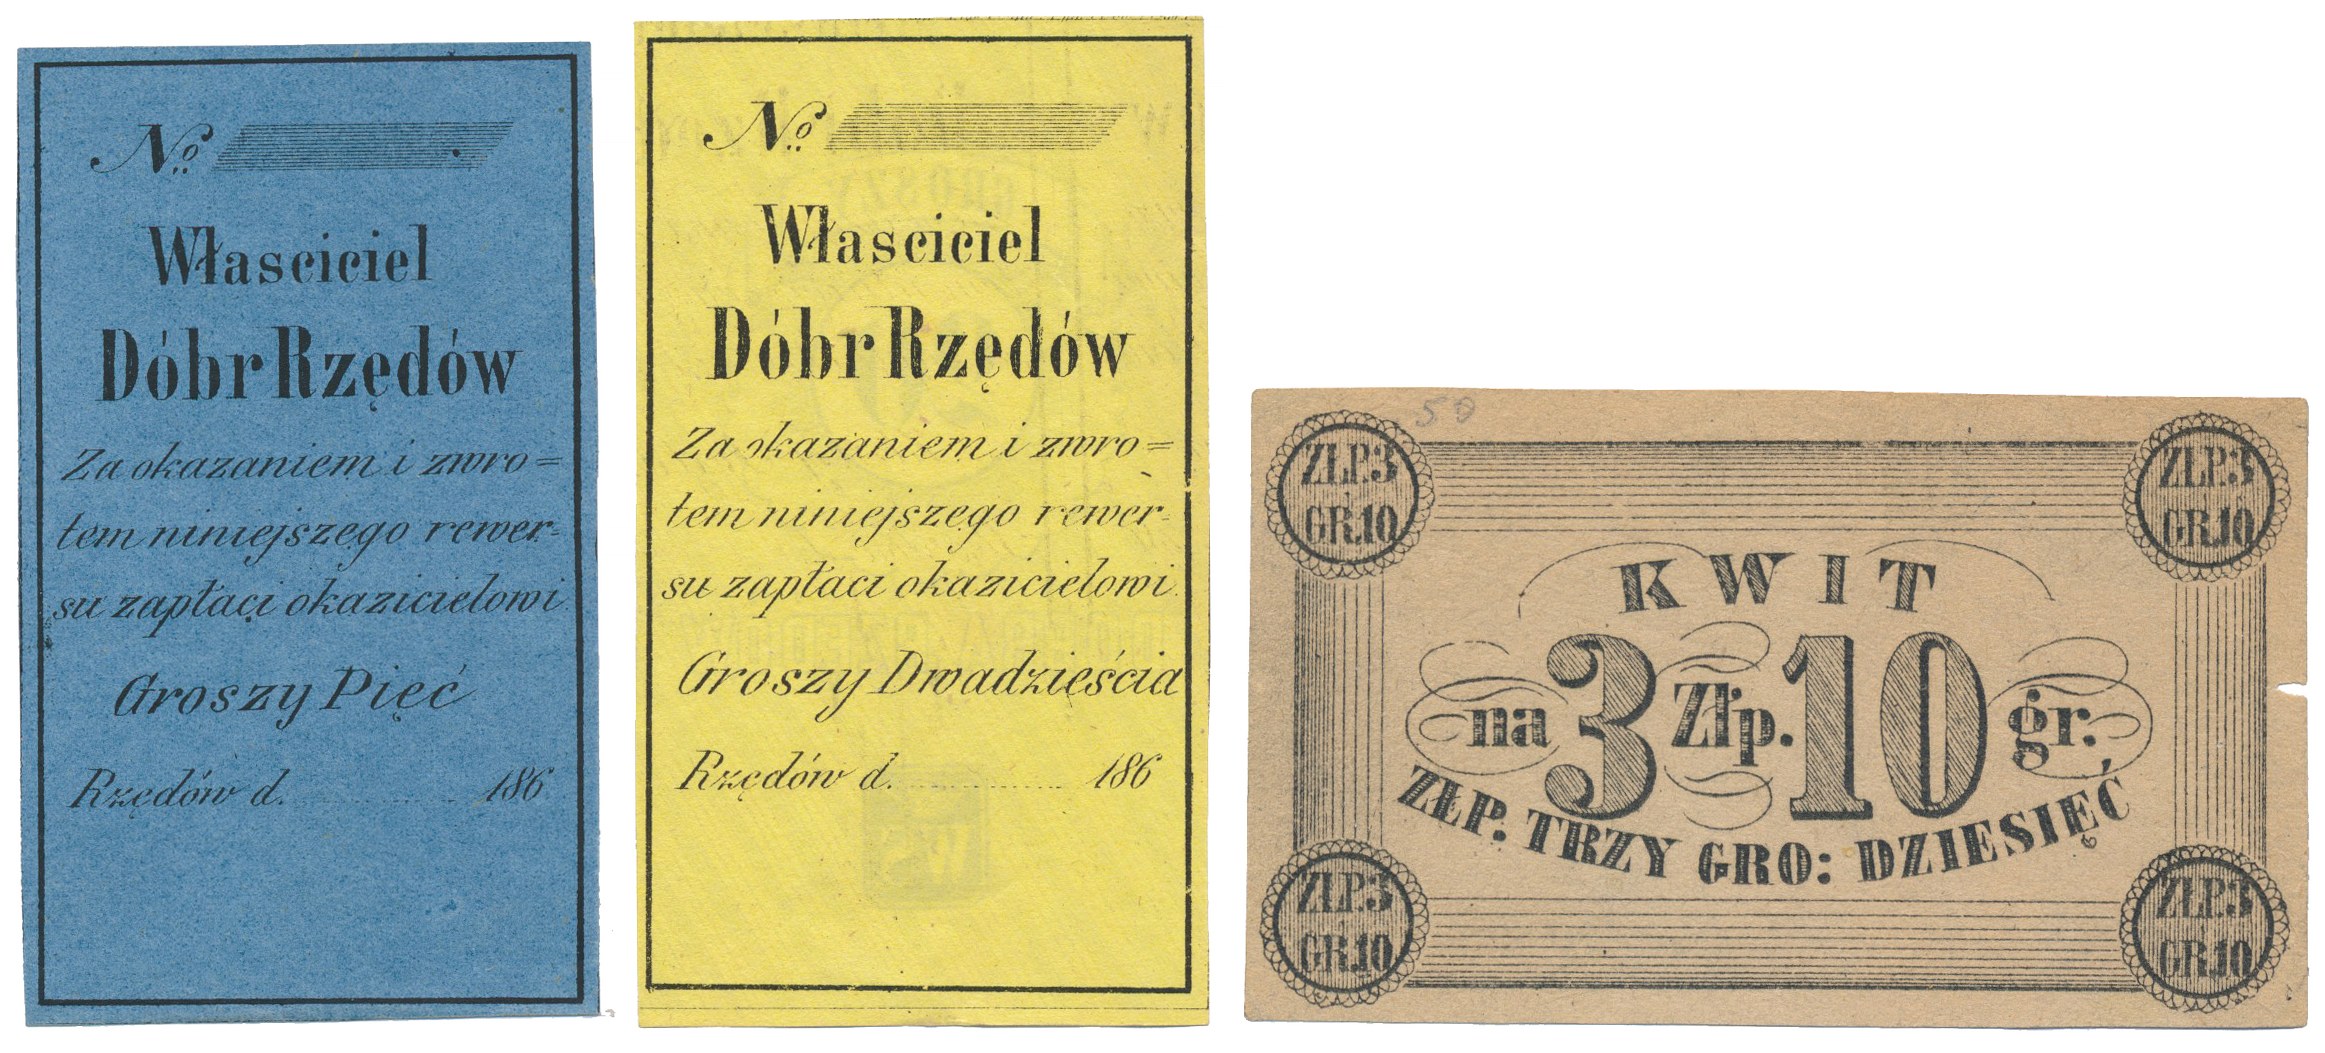 No
Właściciel
Dóbr Rzędów
Za okazaniem i zwro=
tem niniejszego rewer-
su zapłaci okazicielowi
Groszy Pięć
Rzędów d. 186
No
Właściciel
Dóbr Rzędów
Za okazaniem i zwro=
tem niniejszego rewer-
su zapłaci okazicielowi
Groszy Dwadzieścia
Rzędów d. 186
50
ZŁP.3
GR.10
ZŁP.3
GR.10
KWIT
na 3 Złp. 10 gr.
ZŁP: TRZY GRO: DZIESIĘĆ
ZŁP.3
GR.10
ZŁP.3
GR.10